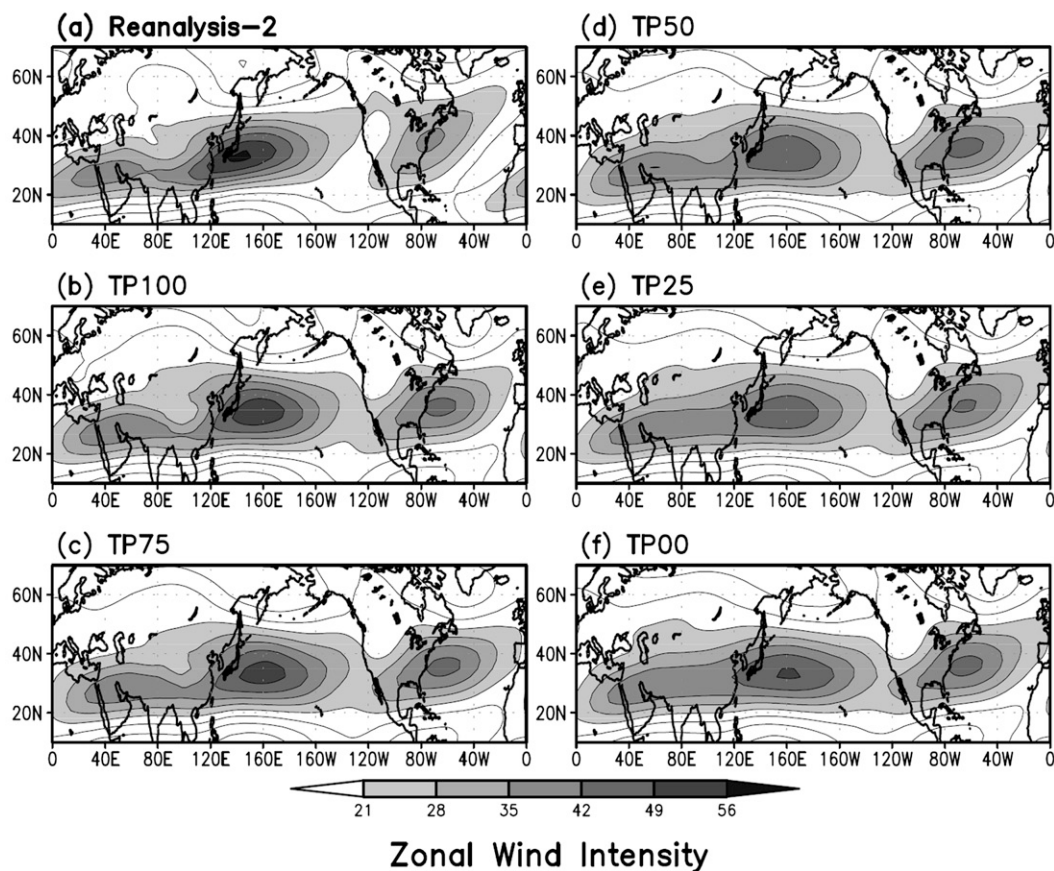 (a) Reanalysis-2
60N
40N
20N
0 40E 80E 120E 160E 160W 120W 80W 40W 0
(b) TP100
60N
40N
20N
0 40E 80E 120E 160E 160W 120W 80W 40W 0
(c) TP75
60N
40N
20N
0 40E 80E 120E 160E 160W 120W 80W 40W 0
(d) TP50
60N
40N
20N
0 40E 80E 120E 160E 160W 120W 80W 40W 0
(e) TP25
60N
40N
20N
0 40E 80E 120E 160E 160W 120W 80W 40W 0
(f) TP00
60N
40N
20N
0 40E 80E 120E 160E 160W 120W 80W 40W 0
21 28 35 42 49 56
Zonal Wind Intensity